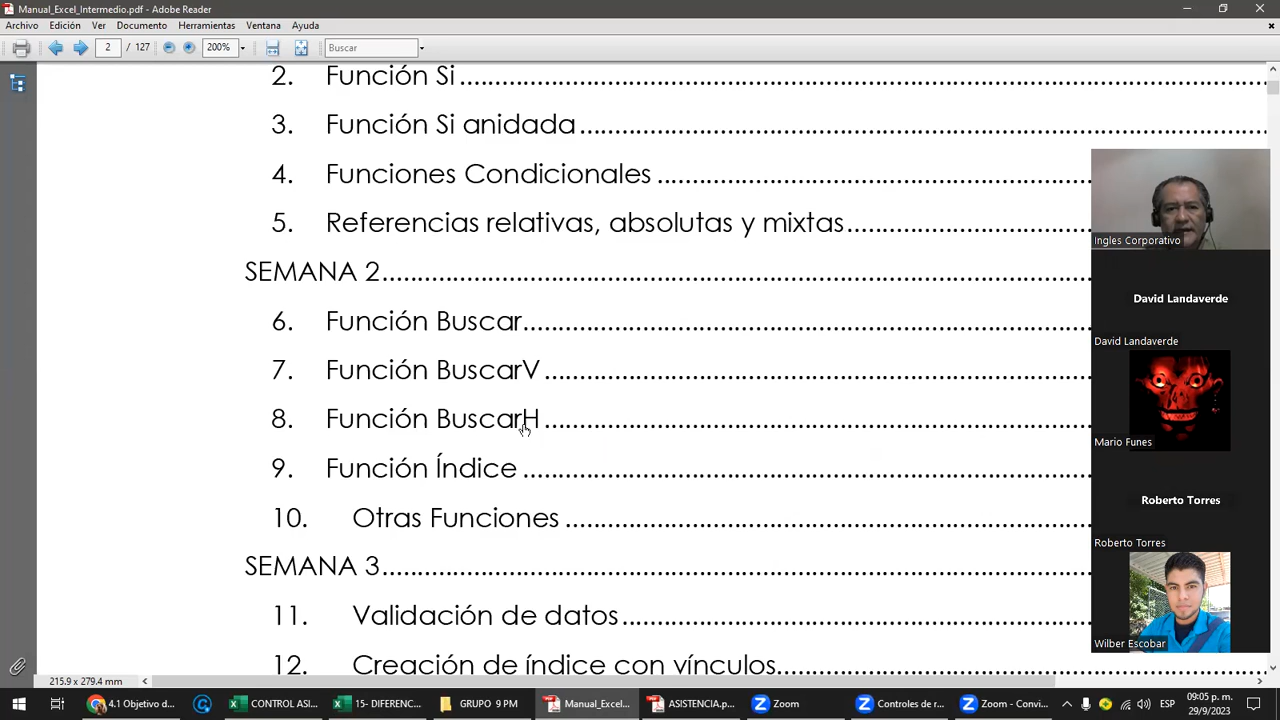 Manual_Excel_Intermedio.pdf - Adobe Reader
Archivo Edición Ver Documento Herramientas Ventana Ayuda
2 / 127 200% Buscar
2. Función Si
3. Función Si anidada
4. Funciones Condicionales
5. Referencias relativas, absolutas y mixtas
SEMANA 2
6. Función Buscar
7. Función BuscarV
8. Función BuscarH
9. Función Índice
10. Otras Funciones
SEMANA 3
11. Validación de datos
12. Creación de índice con vínculos
Ingles Corporativo
David Landaverde
David Landaverde
Mario Funes
Roberto Torres
Roberto Torres
Wilber Escobar
215.9 x 279.4 mm
4.1 Objetivo d... CONTROL ASI... 15- DIFERENC... GRUPO 9 PM Manual_Excel... ASISTENCIA.p... Zoom Controles de r... Zoom - Convi... ESP 09:05 p. m.
29/9/2023